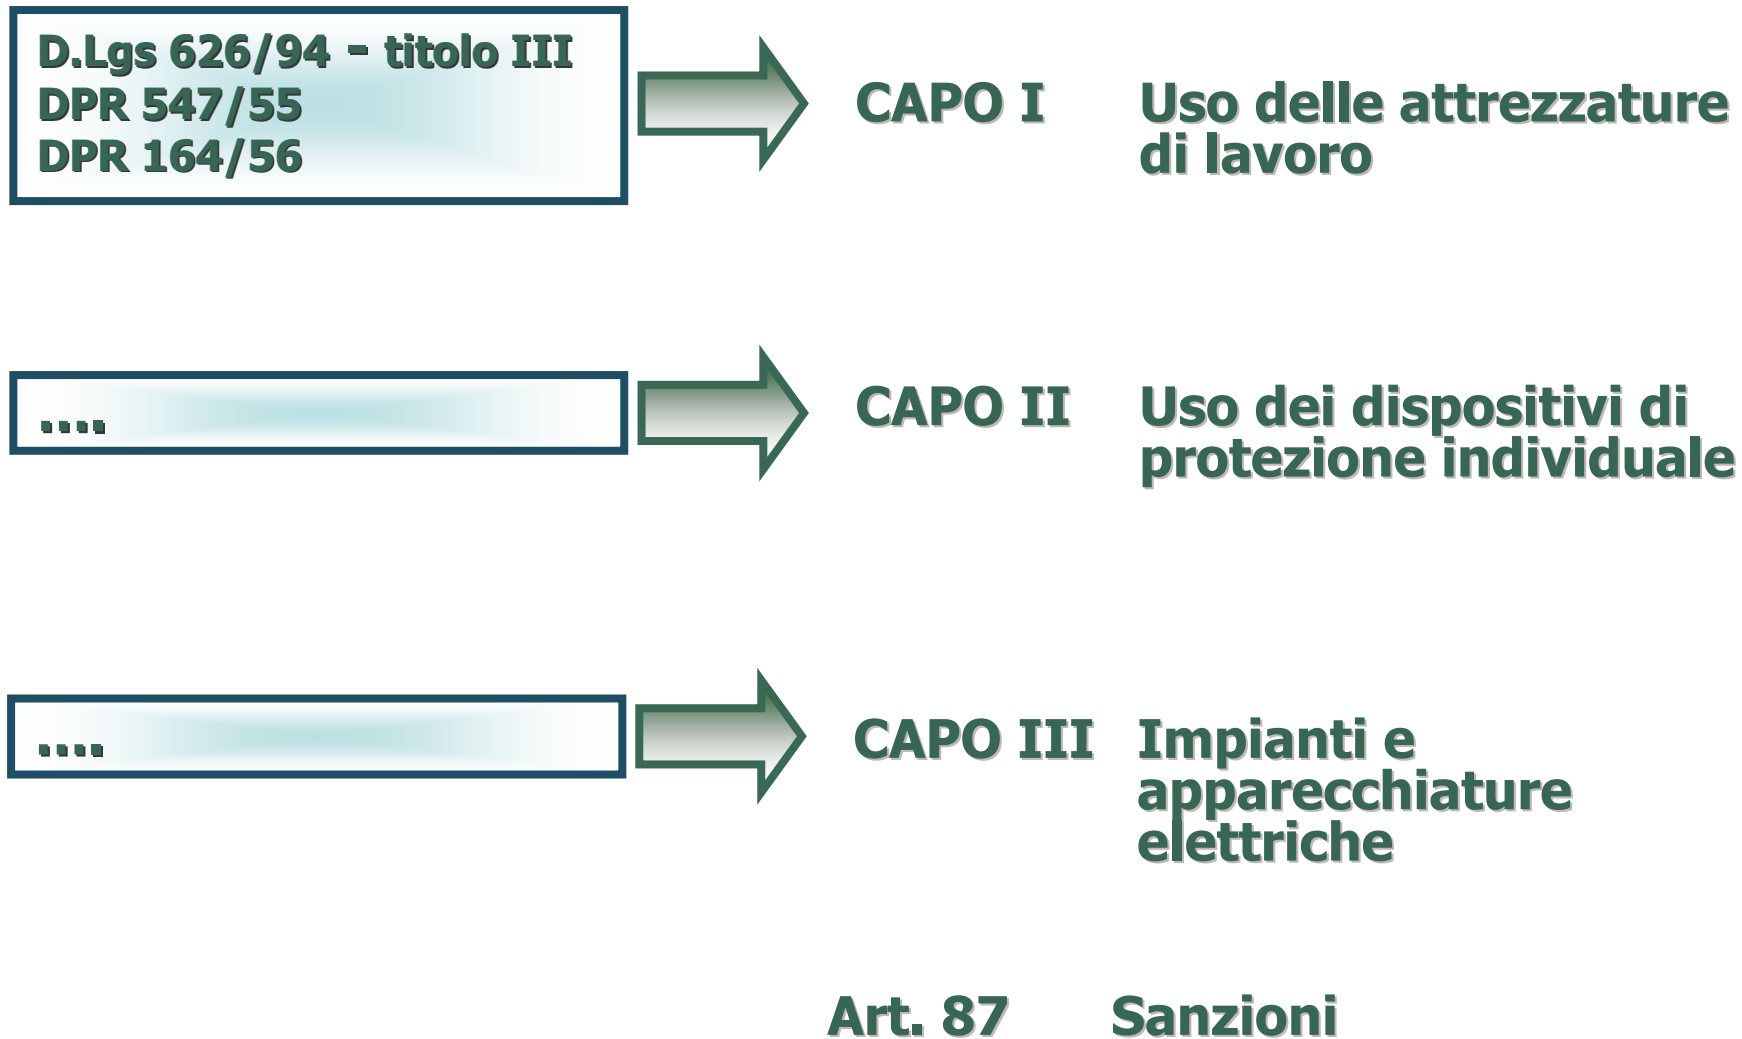 D.Lgs 626/94 - titolo III
DPR 547/55
DPR 164/56
CAPO I Uso delle attrezzature
di lavoro
....
CAPO II Uso dei dispositivi di
protezione individuale
....
CAPO III Impianti e
apparecchiature
elettriche
Art. 87 Sanzioni